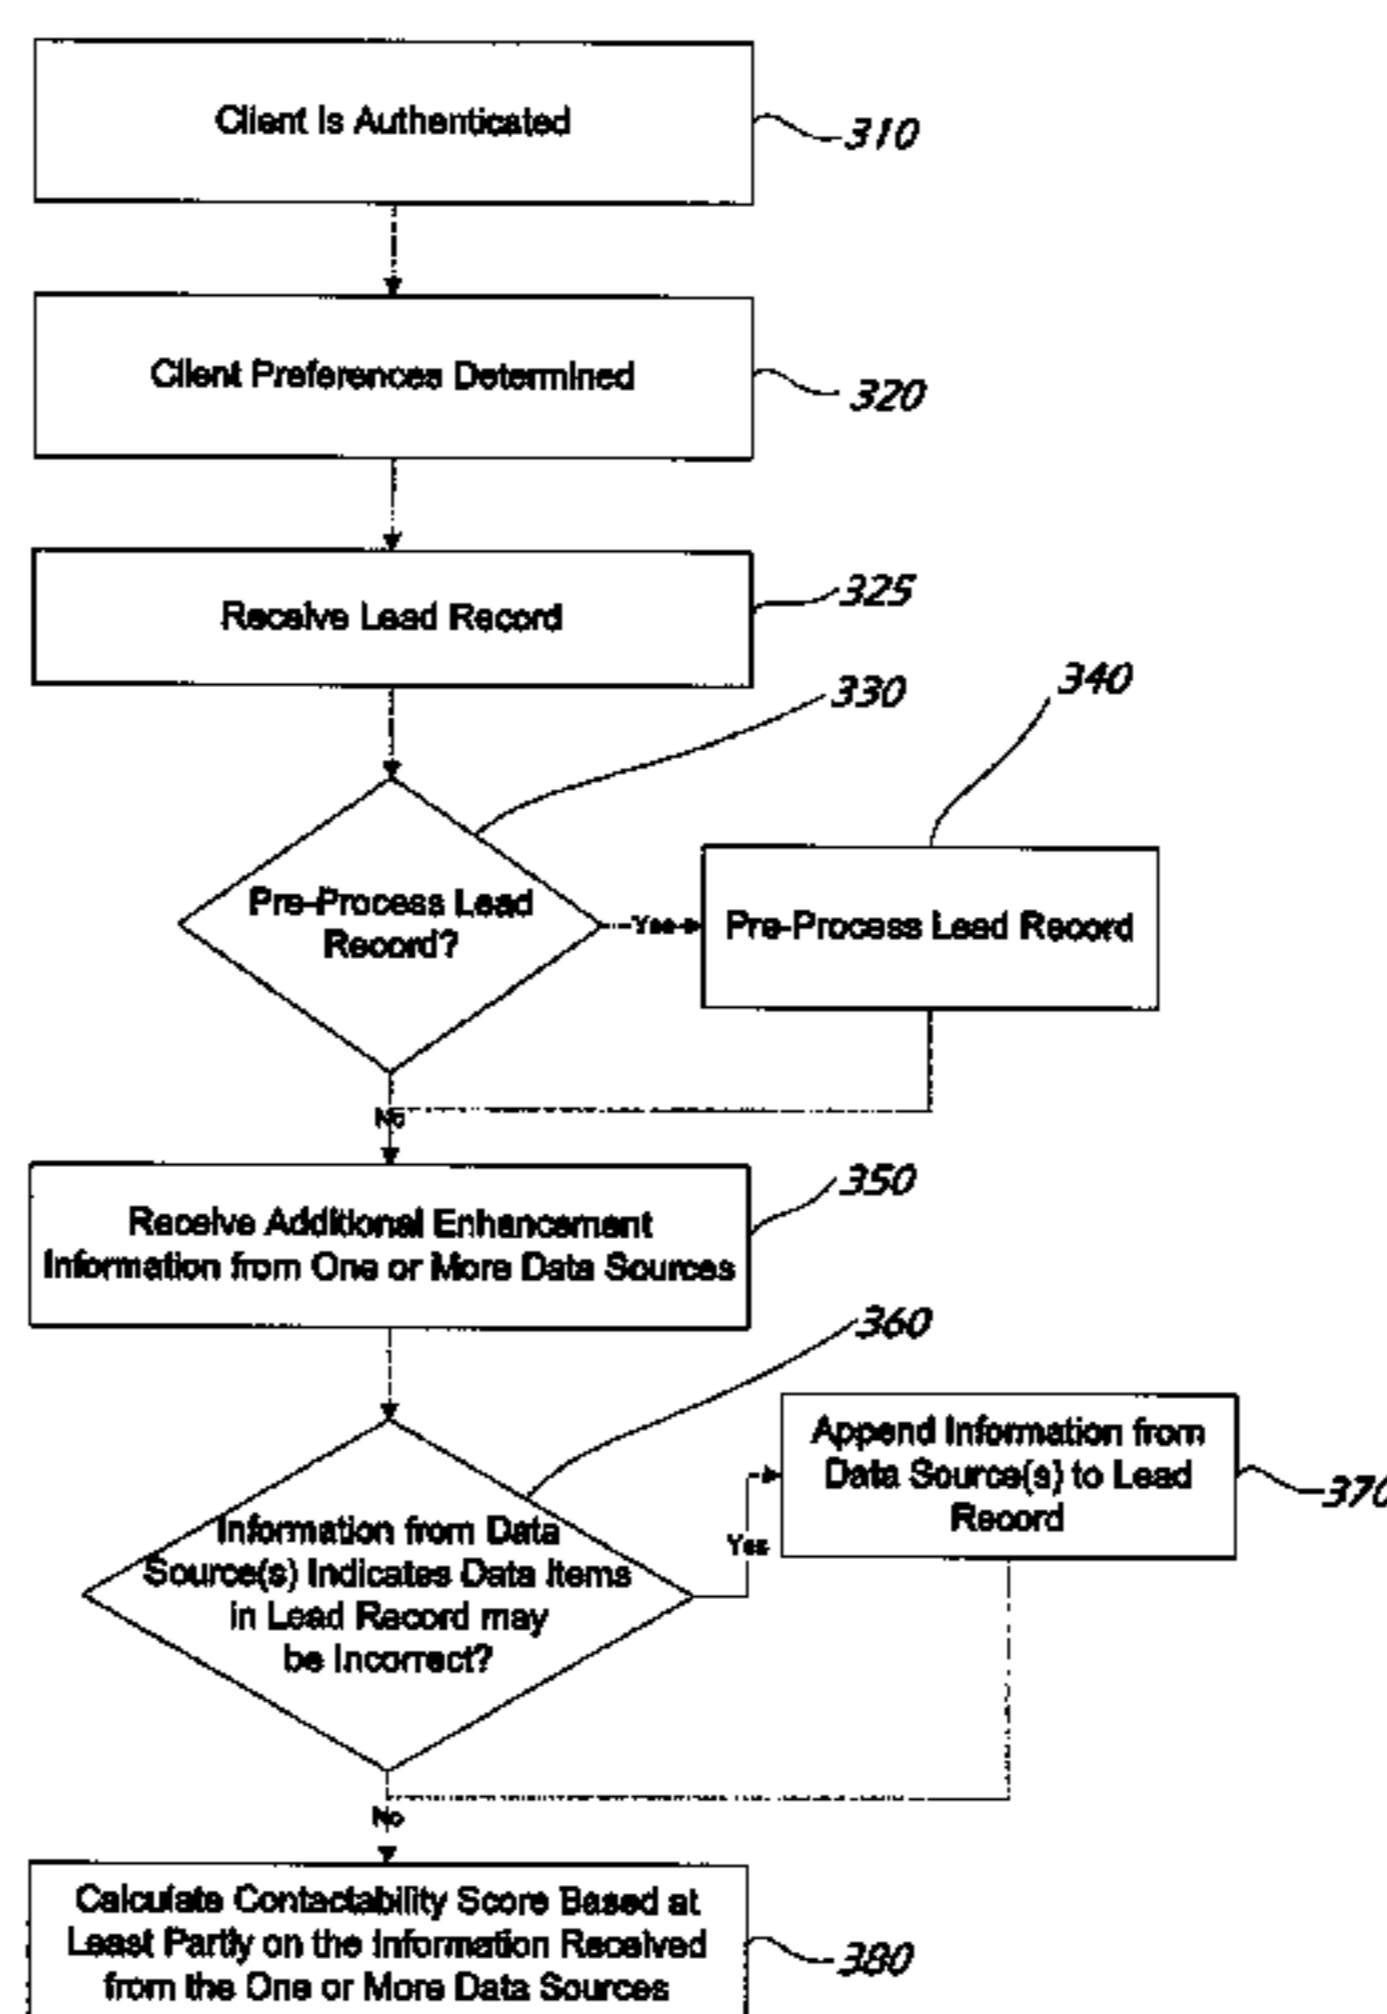 Client Is Authenticated
310
Client Preferences Determined
320
Receive Lead Record
325
330
340
Pre-Process Lead
Record?
Yes
Pre-Process Lead Record
No
350
Receive Additional Enhancement
Information from One or More Data Sources
360
Append Information from
Data Source(s) to Lead
Record
370
Information from Data
Source(s) Indicates Data Items
in Lead Record may
be Incorrect?
Yes
No
Calculate Contactability Score Based at
Least Partly on the Information Received
from the One or More Data Sources
380